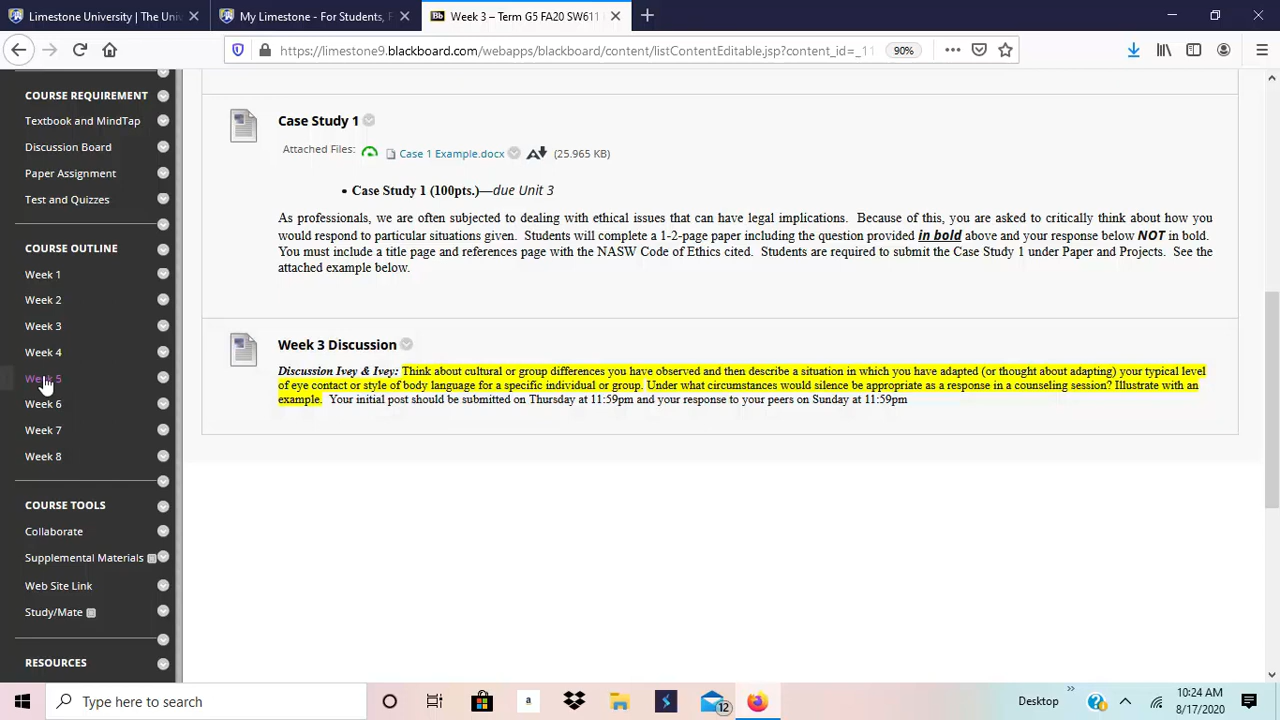 Limestone University | The Uni
My Limestone - For Students, F
Bb Week 3 – Term G5 FA20 SW611
https://limestone9.blackboard.com/webapps/blackboard/content/listContentEditable.jsp?content_id=_11
90%
COURSE REQUIREMENT
Textbook and MindTap
Discussion Board
Paper Assignment
Test and Quizzes
COURSE OUTLINE
Week 1
Week 2
Week 3
Week 4
Week 5
Week 6
Week 7
Week 8
COURSE TOOLS
Collaborate
Supplemental Materials
Web Site Link
Study/Mate
RESOURCES
Case Study 1
Attached Files: Case 1 Example.docx (25.965 KB)
• Case Study 1 (100pts.)—due Unit 3
As professionals, we are often subjected to dealing with ethical issues that can have legal implications. Because of this, you are asked to critically think about how you
would respond to particular situations given. Students will complete a 1-2-page paper including the question provided in bold above and your response below NOT in bold.
You must include a title page and references page with the NASW Code of Ethics cited. Students are required to submit the Case Study 1 under Paper and Projects. See the
attached example below.
Week 3 Discussion
Discussion Ivey & Ivey: Think about cultural or group differences you have observed and then describe a situation in which you have adapted (or thought about adapting) your typical level
of eye contact or style of body language for a specific individual or group. Under what circumstances would silence be appropriate as a response in a counseling session? Illustrate with an
example. Your initial post should be submitted on Thursday at 11:59pm and your response to your peers on Sunday at 11:59pm
Type here to search
a
12
Desktop
10:24 AM
8/17/2020